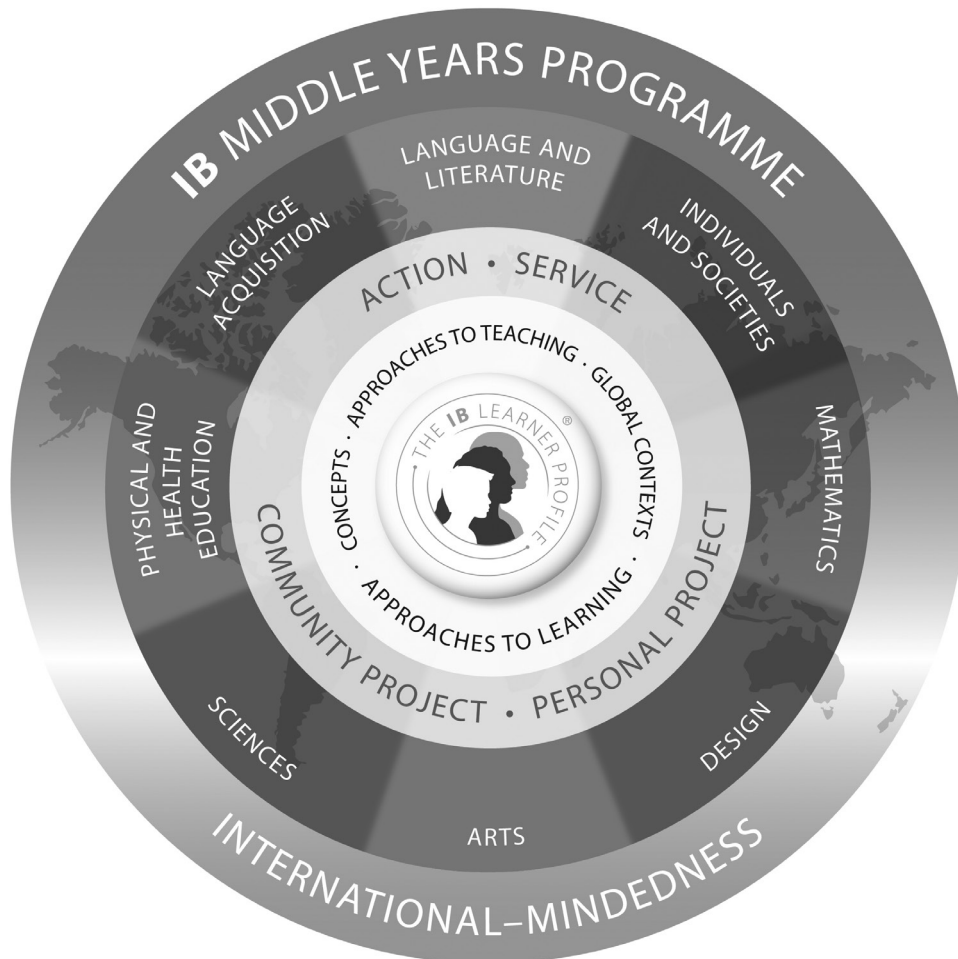 IB MIDDLE YEARS PROGRAMME
LANGUAGE AND
LITERATURE
INDIVIDUALS
AND SOCIETIES
MATHEMATICS
DESIGN
ARTS
SCIENCES
PHYSICAL AND
HEALTH
EDUCATION
LANGUAGE
ACQUISITION
ACTION · SERVICE
PERSONAL PROJECT ·
COMMUNITY PROJECT
APPROACHES TO TEACHING ·
GLOBAL CONTEXTS ·
APPROACHES TO LEARNING ·
CONCEPTS ·
· THE IB LEARNER PROFILE · ®
INTERNATIONAL–MINDEDNESS